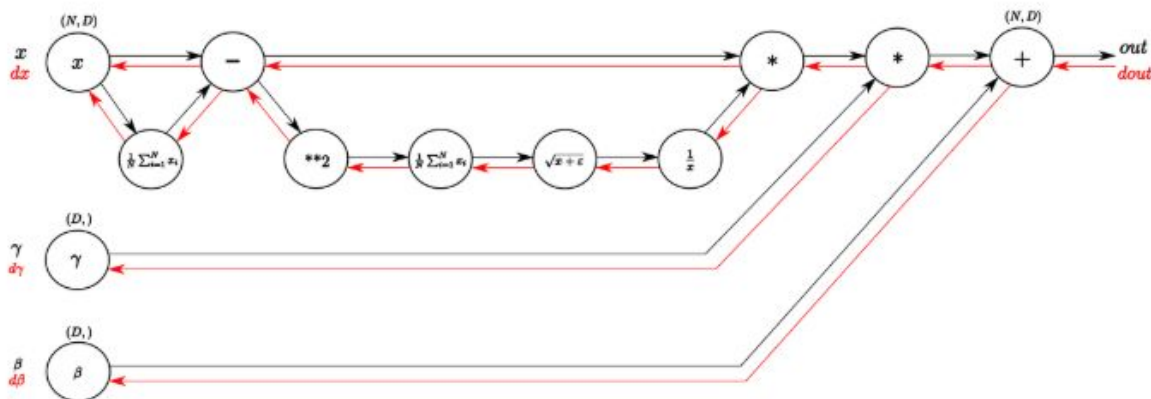 (N, D)
(N, D)
x
dx
x
−
*
*
+
out
dout
1/N ∑_{i=1}^{N} x_i
**2
1/N ∑_{i=1}^{N} x_i
√(x+ε)
1/x
(D,)
γ
dγ
γ
(D,)
β
dβ
β